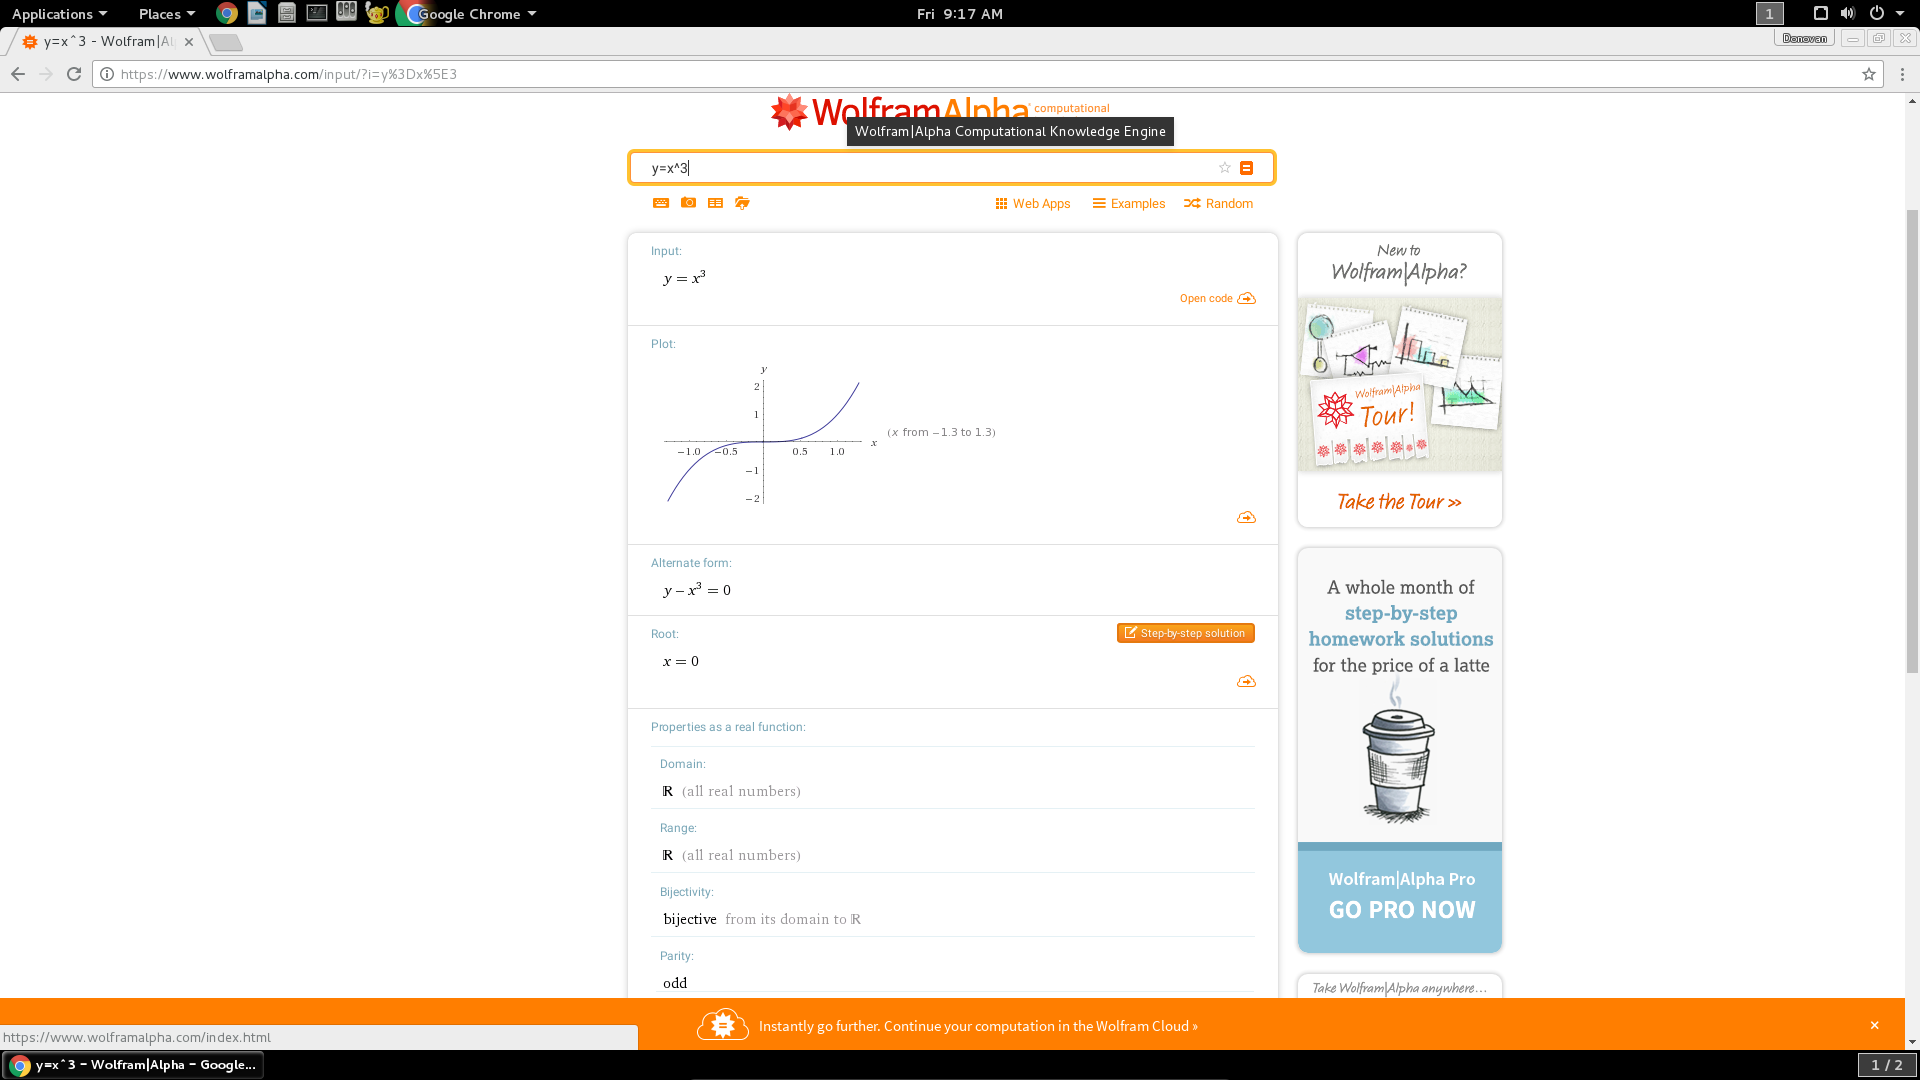 Applications Places Google Chrome Fri 9:17 AM 1
y=x^3 - Wolfram|Al
Donovan
https://www.wolframalpha.com/input/?i=y%3Dx%5E3
WolframAlpha computational
Wolfram|Alpha Computational Knowledge Engine
y=x^3
Web Apps Examples Random
Input:
y = x³
Open code
Plot:
y
2
1
x
(x from −1.3 to 1.3)
−1.0 −0.5 0.5 1.0
−1
−2
Alternate form:
y − x³ = 0
Root:
Step-by-step solution
x = 0
Properties as a real function:
Domain:
ℝ (all real numbers)
Range:
ℝ (all real numbers)
Bijectivity:
bijective from its domain to ℝ
Parity:
odd
New to
Wolfram|Alpha?
Wolfram|Alpha
Tour!
Take the Tour »
A whole month of
step-by-step
homework solutions
for the price of a latte
Wolfram|Alpha Pro
GO PRO NOW
Take Wolfram|Alpha anywhere...
Instantly go further. Continue your computation in the Wolfram Cloud »
https://www.wolframalpha.com/index.html
y=x^3 - Wolfram|Alpha - Google...
1 / 2